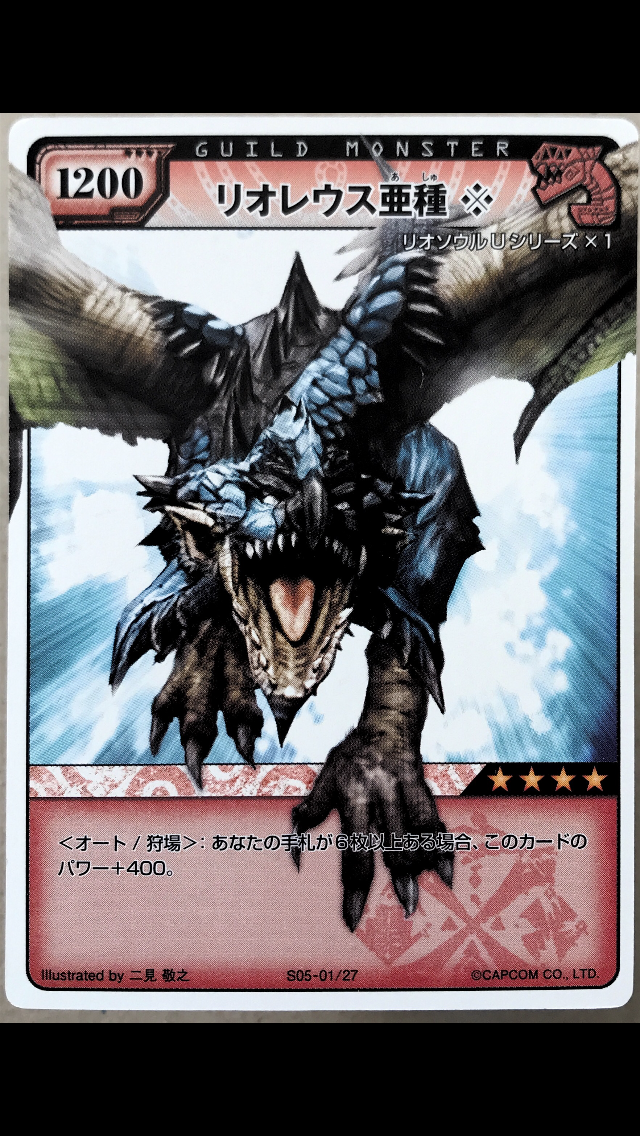 GUILD MONSTER
1200
あ しゅ
リオレウス亜種 ※
リオソウルUシリーズ×1
★★★★
<オート / 狩場>：あなたの手札が6枚以上ある場合、このカードの
パワー+400。
Illustrated by 二見 敬之
S05-01/27
©CAPCOM CO., LTD.